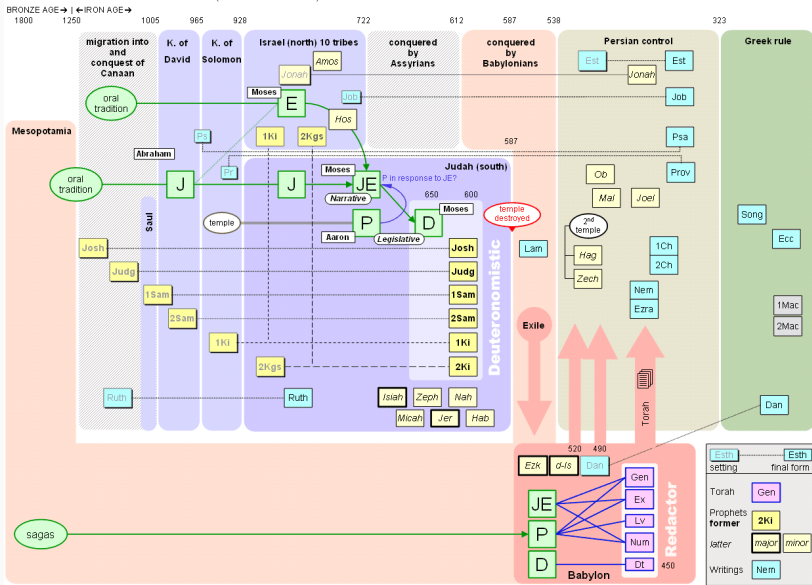 BRONZE AGE→ | ←IRON AGE→
1800
1250
1005
965
928
722
612
597
538
323
migration into
and
conquest of
Canaan
K. of
David
K. of
Solomon
Israel (north) 10 tribes
conquered
by
Assyrians
conquered
by
Babylonians
Persian control
Greek rule
Amos
Jonah
Est
Est
Jonah
Moses
E
Job
Job
oral
tradition
Hos
Mesopotamia
Ps
1Ki
2Kgs
587
Psa
Abraham
Pr
Judah (south)
Prov
Moses
P in response to JE?
oral
tradition
J
J
JE
Narrative
650
600
Ob
Mal
Joel
Saul
temple
P
D
Moses
Aaron
Legislative
temple
destroyed
2nd
temple
Song
Ecc
Josh
Josh
Lam
Hag
1Ch
Judg
Judg
2Ch
Zech
1Sam
1Sam
Nem
Ezra
1Mac
2Sam
2Sam
2Mac
1Ki
1Ki
Exile
2Kgs
2Ki
Deuteronomistic
Ruth
Ruth
Isiah
Zeph
Nah
Micah
Jer
Hab
Torah
Dan
520
490
Ezk
d-Is
Dan
Gen
JE
Ex
P
Lv
Num
D
Dt
450
Redactor
Babylon
sagas
Esth
Esth
setting
final form
Torah
Gen
Prophets
former
2Ki
latter
major
minor
Writings
Nem